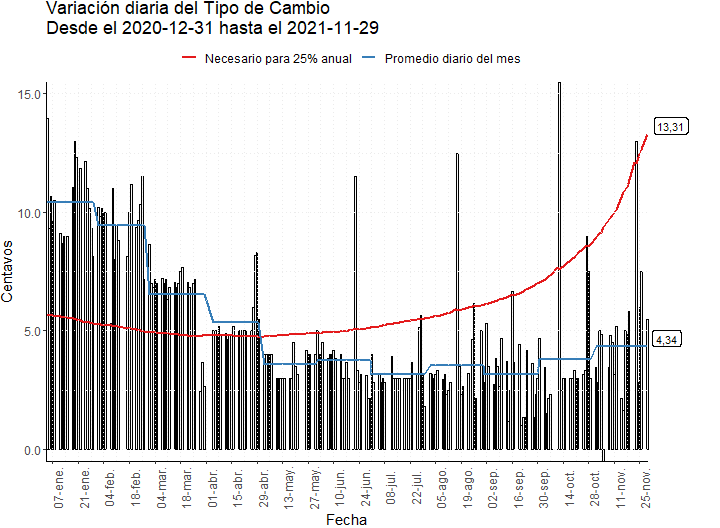 Variación diaria del Tipo de Cambio
Desde el 2020-12-31 hasta el 2021-11-29
Necesario para 25% anual
Promedio diario del mes
Centavos
15.0
10.0
5.0
0.0
13,31
4,34
07-ene.
21-ene.
04-feb.
18-feb.
04-mar.
18-mar.
01-abr.
15-abr.
29-abr.
13-may.
27-may.
10-jun.
24-jun.
08-jul.
22-jul.
05-ago.
19-ago.
02-sep.
16-sep.
30-sep.
14-oct.
28-oct.
11-nov.
25-nov.
Fecha